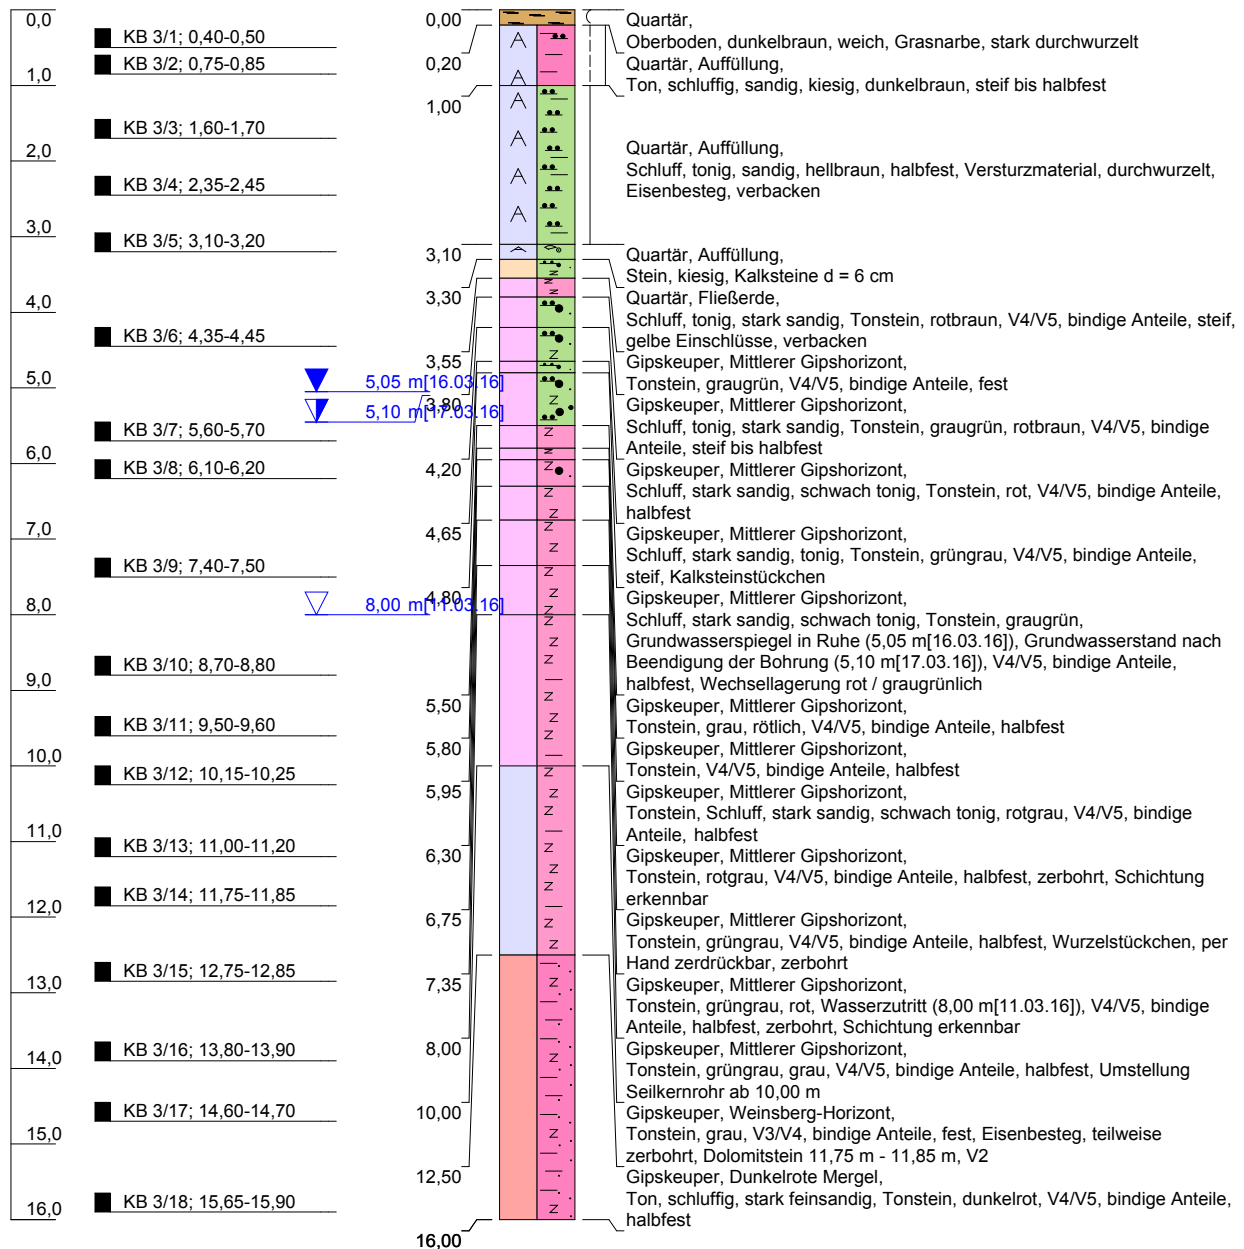 0,0
1,0
2,0
3,0
4,0
5,0
6,0
7,0
8,0
9,0
10,0
11,0
12,0
13,0
14,0
15,0
16,0
KB 3/1; 0,40-0,50
KB 3/2; 0,75-0,85
KB 3/3; 1,60-1,70
KB 3/4; 2,35-2,45
KB 3/5; 3,10-3,20
KB 3/6; 4,35-4,45
KB 3/7; 5,60-5,70
KB 3/8; 6,10-6,20
KB 3/9; 7,40-7,50
KB 3/10; 8,70-8,80
KB 3/11; 9,50-9,60
KB 3/12; 10,15-10,25
KB 3/13; 11,00-11,20
KB 3/14; 11,75-11,85
KB 3/15; 12,75-12,85
KB 3/16; 13,80-13,90
KB 3/17; 14,60-14,70
KB 3/18; 15,65-15,90
5,05 m[16.03.16]
5,10 m[17.03.16]
8,00 m[11.03.16]
0,00
0,20
1,00
3,10
3,30
3,55
3,80
4,20
4,65
4,80
5,50
5,80
5,95
6,30
6,75
7,35
8,00
10,00
12,50
16,00
Quartär,
Oberboden, dunkelbraun, weich, Grasnarbe, stark durchwurzelt
Quartär, Auffüllung,
Ton, schluffig, sandig, kiesig, dunkelbraun, steif bis halbfest
Quartär, Auffüllung,
Schluff, tonig, sandig, hellbraun, halbfest, Versturzmaterial, durchwurzelt,
Eisenbesteg, verbacken
Quartär, Auffüllung,
Stein, kiesig, Kalksteine d = 6 cm
Quartär, Fließerde,
Schluff, tonig, stark sandig, Tonstein, rotbraun, V4/V5, bindige Anteile, steif,
gelbe Einschlüsse, verbacken
Gipskeuper, Mittlerer Gipshorizont,
Tonstein, graugrün, V4/V5, bindige Anteile, fest
Gipskeuper, Mittlerer Gipshorizont,
Schluff, tonig, stark sandig, Tonstein, graugrün, rotbraun, V4/V5, bindige
Anteile, steif bis halbfest
Gipskeuper, Mittlerer Gipshorizont,
Schluff, stark sandig, schwach tonig, Tonstein, rot, V4/V5, bindige Anteile,
halbfest
Gipskeuper, Mittlerer Gipshorizont,
Schluff, stark sandig, tonig, Tonstein, grüngrau, V4/V5, bindige Anteile,
steif, Kalksteinstückchen
Gipskeuper, Mittlerer Gipshorizont,
Schluff, stark sandig, schwach tonig, Tonstein, graugrün,
Grundwasserspiegel in Ruhe (5,05 m[16.03.16]), Grundwasserstand nach
Beendigung der Bohrung (5,10 m[17.03.16]), V4/V5, bindige Anteile,
halbfest, Wechsellagerung rot / graugrünlich
Gipskeuper, Mittlerer Gipshorizont,
Tonstein, grau, rötlich, V4/V5, bindige Anteile, halbfest
Gipskeuper, Mittlerer Gipshorizont,
Tonstein, V4/V5, bindige Anteile, halbfest
Gipskeuper, Mittlerer Gipshorizont,
Tonstein, Schluff, stark sandig, schwach tonig, rotgrau, V4/V5, bindige
Anteile, halbfest
Gipskeuper, Mittlerer Gipshorizont,
Tonstein, rotgrau, V4/V5, bindige Anteile, halbfest, zerbohrt, Schichtung
erkennbar
Gipskeuper, Mittlerer Gipshorizont,
Tonstein, grüngrau, V4/V5, bindige Anteile, halbfest, Wurzelstückchen, per
Hand zerdrückbar, zerbohrt
Gipskeuper, Mittlerer Gipshorizont,
Tonstein, grüngrau, rot, Wasserzutritt (8,00 m[11.03.16]), V4/V5, bindige
Anteile, halbfest, zerbohrt, Schichtung erkennbar
Gipskeuper, Mittlerer Gipshorizont,
Tonstein, grüngrau, grau, V4/V5, bindige Anteile, halbfest, Umstellung
Seilkernrohr ab 10,00 m
Gipskeuper, Weinsberg-Horizont,
Tonstein, grau, V3/V4, bindige Anteile, fest, Eisenbesteg, teilweise
zerbohrt, Dolomitstein 11,75 m - 11,85 m, V2
Gipskeuper, Dunkelrote Mergel,
Ton, schluffig, stark feinsandig, Tonstein, dunkelrot, V4/V5, bindige Anteile,
halbfest